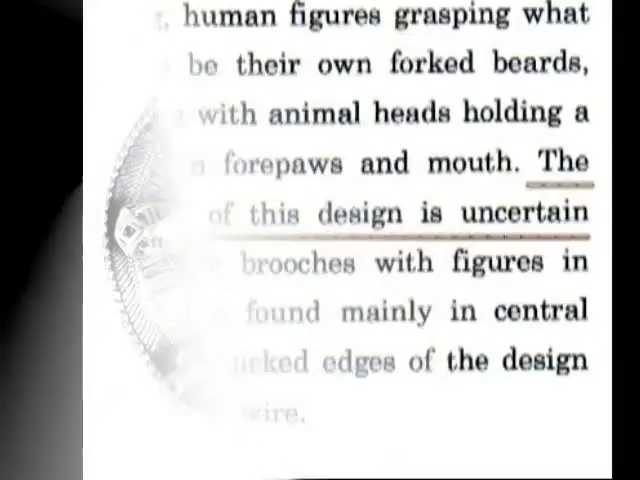 human figures grasping what
be their own forked beards,
with animal heads holding a
forepaws and mouth. The
of this design is uncertain
brooches with figures in
found mainly in central
edges of the design